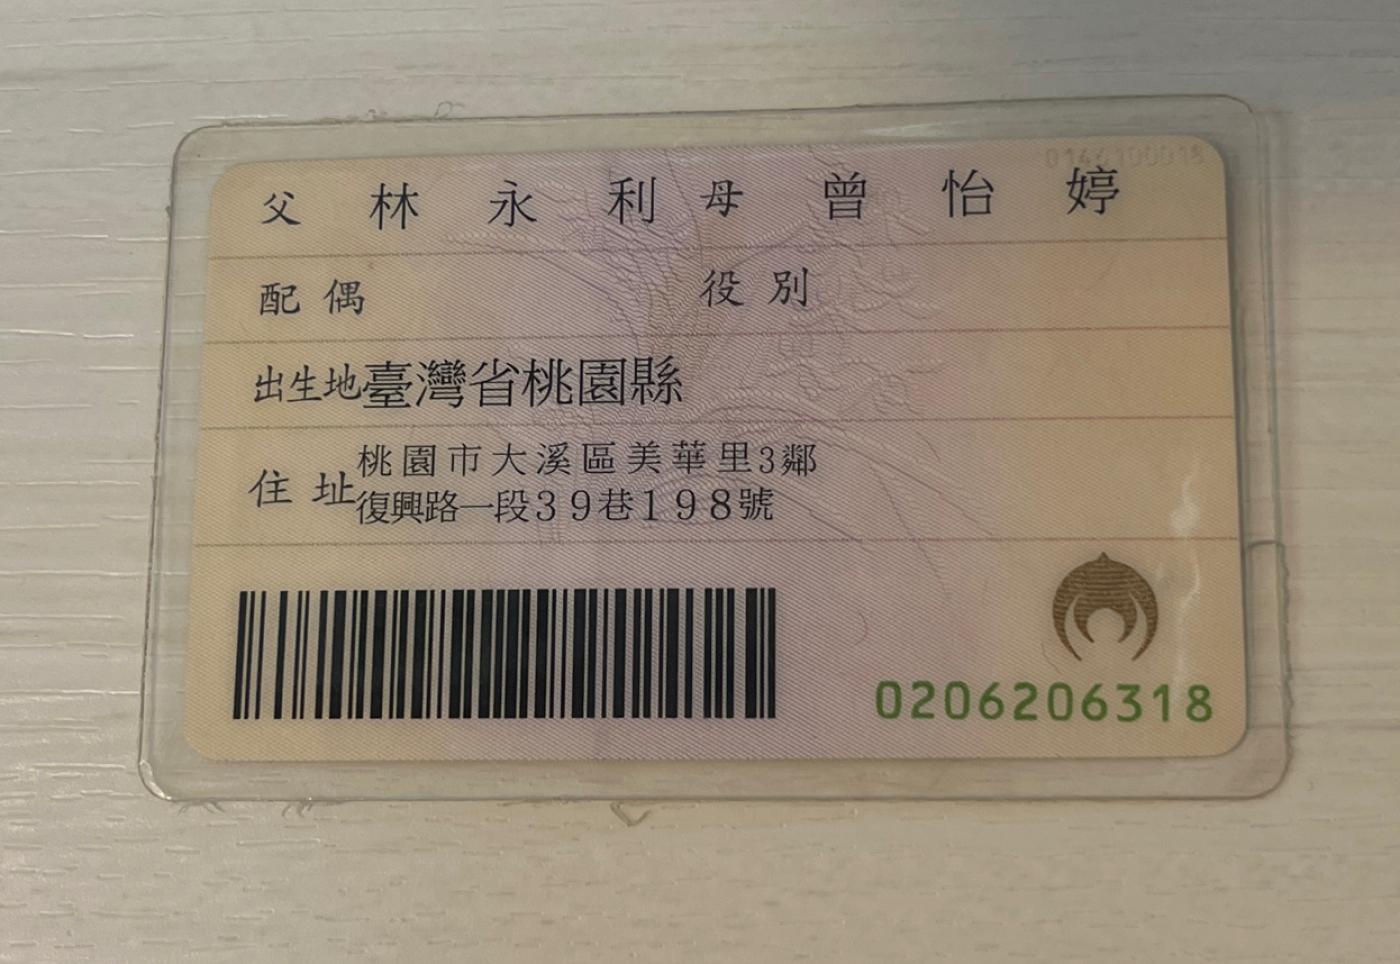 0146100018
父 林永利 母 曾怡婷
配偶 役別
出生地 臺灣省桃園縣
住址 桃園市大溪區美華里3鄰
復興路一段39巷198號
0206206318